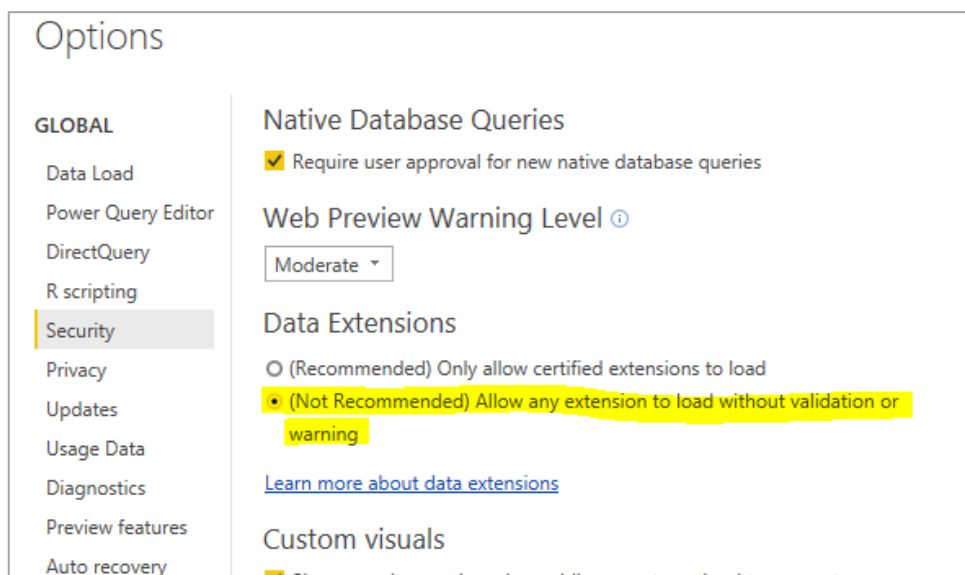 Options
GLOBAL
Data Load
Power Query Editor
DirectQuery
R scripting
Security
Privacy
Updates
Usage Data
Diagnostics
Preview features
Auto recovery
Native Database Queries
Require user approval for new native database queries
Web Preview Warning Level
Moderate
Data Extensions
(Recommended) Only allow certified extensions to load
(Not Recommended) Allow any extension to load without validation or
warning
Learn more about data extensions
Custom visuals